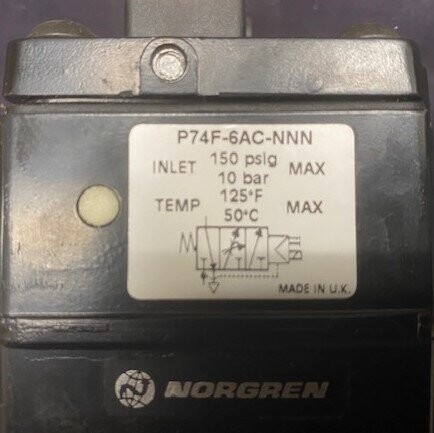 P74F-6AC-NNN
INLET 150 psig MAX
10 bar
TEMP 125°F MAX
50°C
MADE IN U.K.
NORGREN